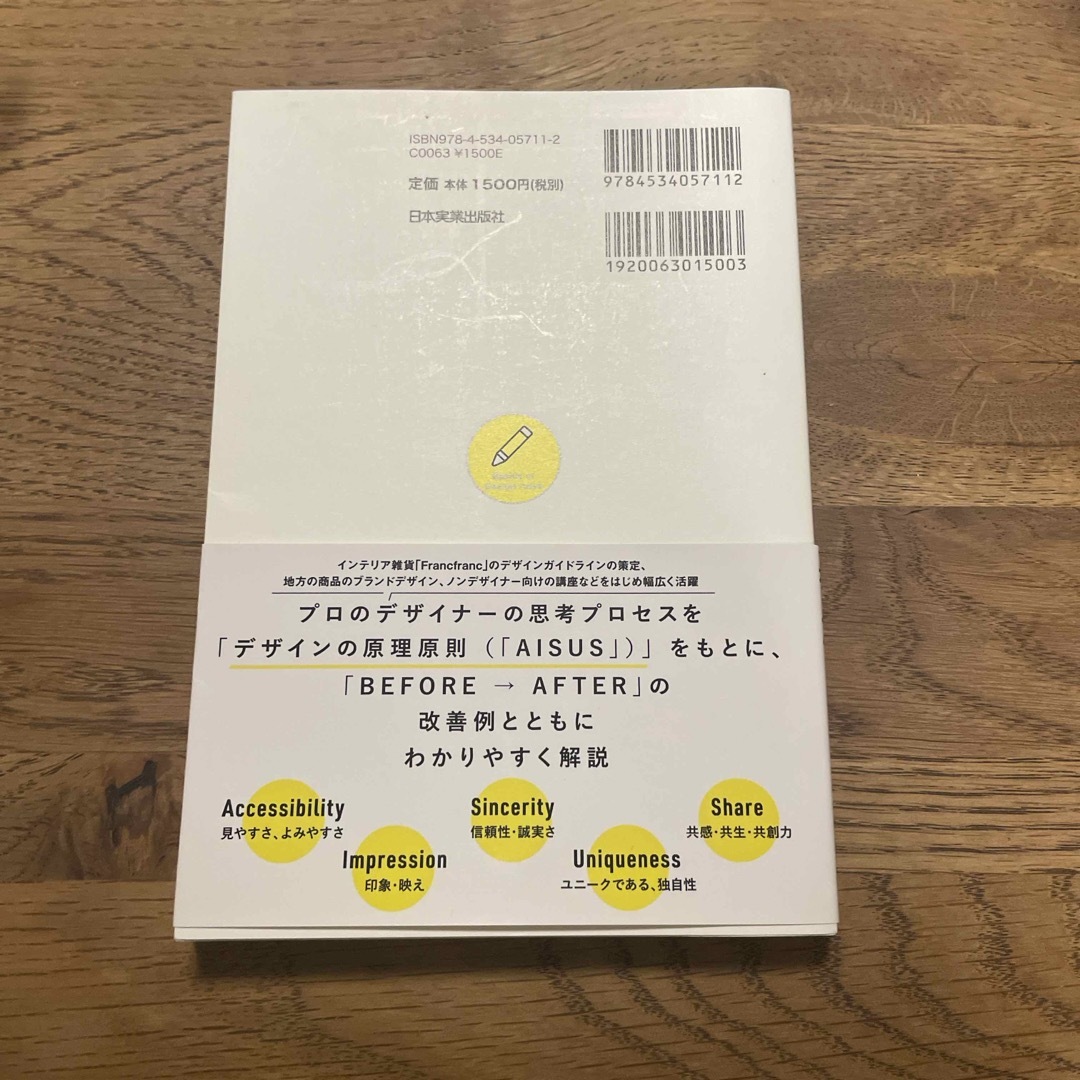 ISBN978-4-534-05711-2
C0063 ¥1500E
定価 本体1500円(税別)
日本実業出版社
9784534057112
1920063015003
インテリア雑貨「Francfranc」のデザインガイドラインの策定、
地方の商品のブランドデザイン、ノンデザイナー向けの講座などをはじめ幅広く活躍
プロのデザイナーの思考プロセスを
「デザインの原理原則（「AISUS」）」をもとに、
「BEFORE → AFTER」の
改善例とともに
わかりやすく解説
Accessibility
見やすさ、よみやすさ
Impression
印象・映え
Sincerity
信頼性・誠実さ
Uniqueness
ユニークである、独自性
Share
共感・共生・共創力